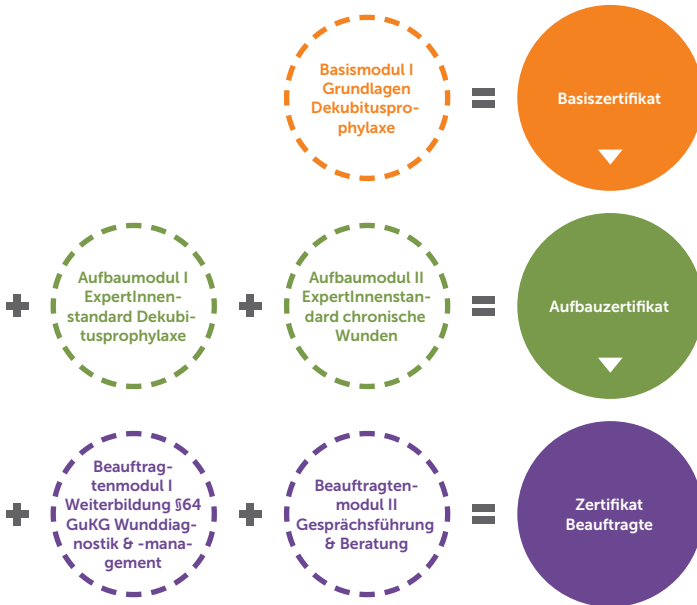 Basismodul I
Grundlagen
Dekubituspro-
phylaxe
=
Basiszertifikat
+
Aufbaumodul I
ExpertInnen-
standard Dekubi-
tusprophylaxe
+
Aufbaumodul II
ExpertInnenstan-
dard chronische
Wunden
=
Aufbauzertifikat
+
Beauftrag-
tenmodul I
Weiterbildung §64
GuKG Wunddiag-
nostik & -mana-
gement
+
Beauftragten-
modul II
Gesprächsführung
& Beratung
=
Zertifikat
Beauftragte